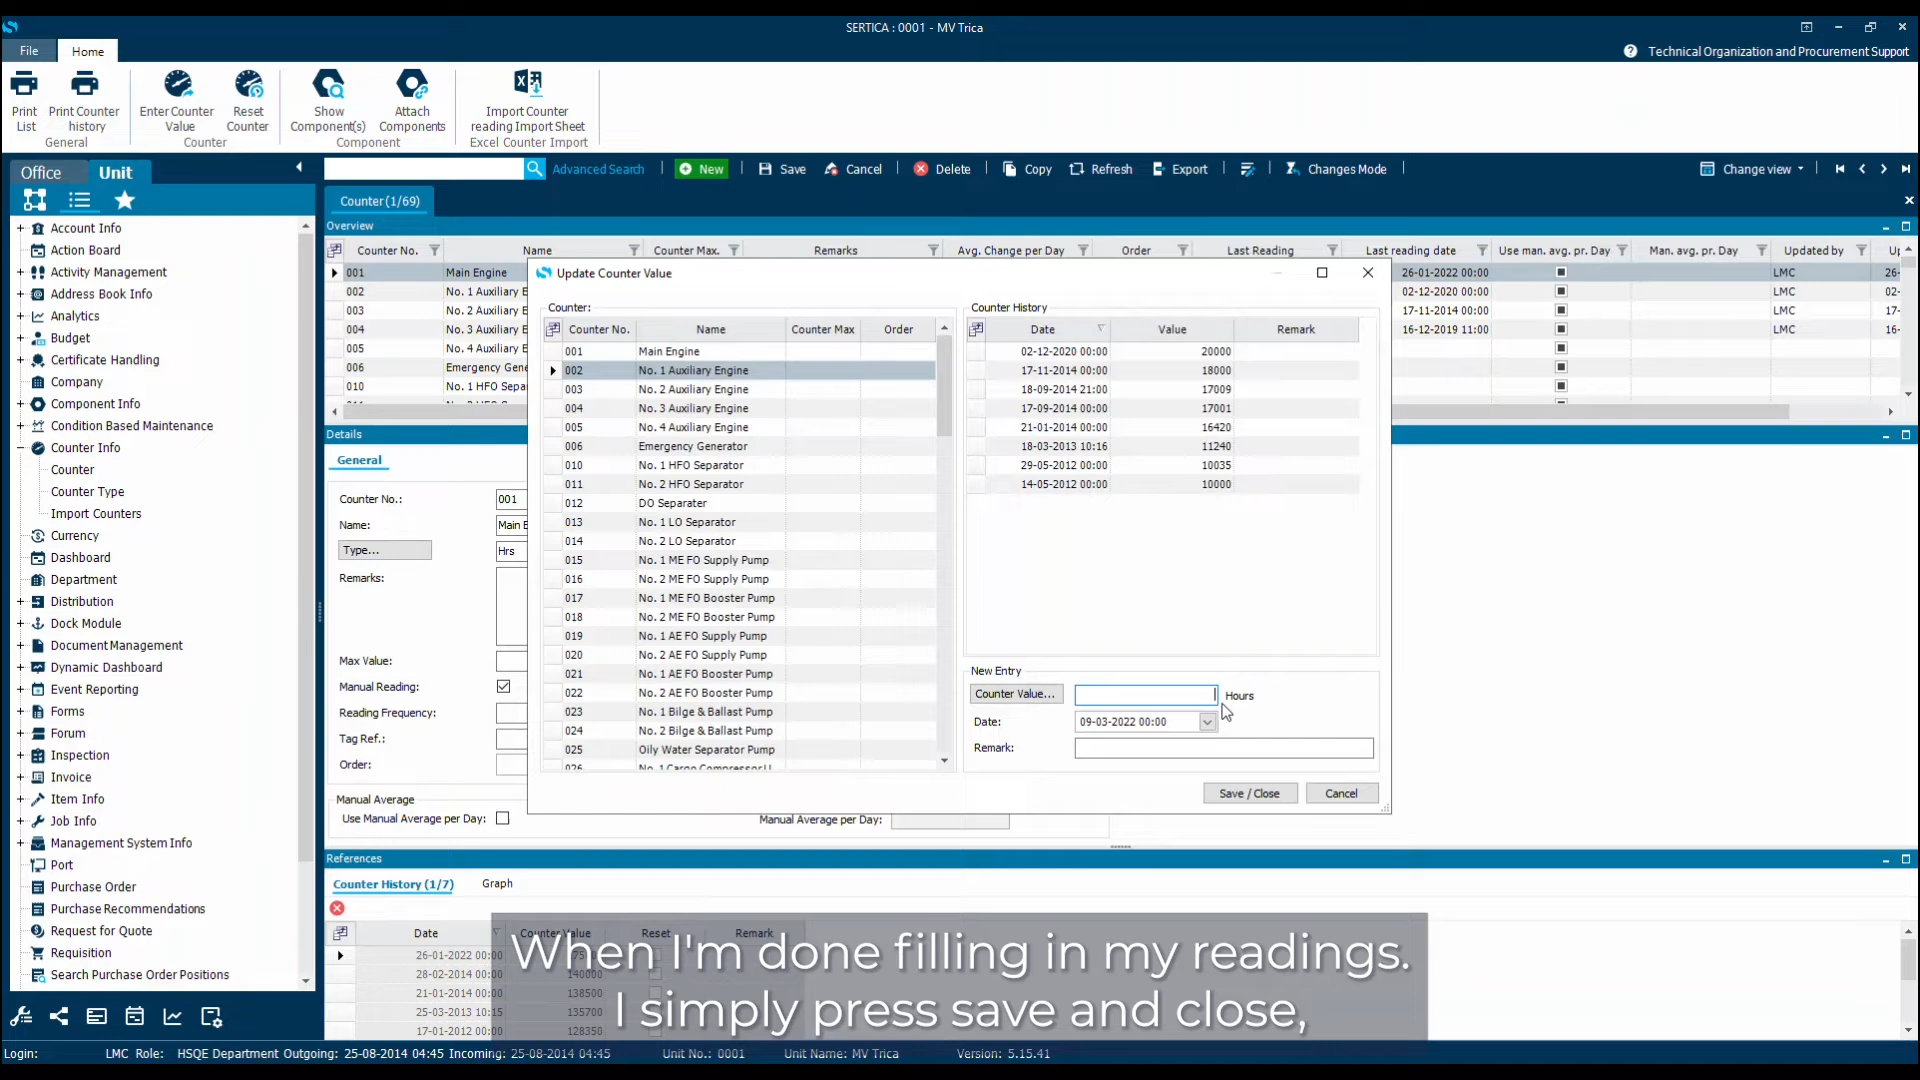 SERTICA : 0001 - MV Trica
File
Home
Technical Organization and Procurement Support
Print List
Print Counter history
General
Enter Counter Value
Reset Counter
Counter
Show Component(s)
Attach Components
Component
Import Counter reading Import Sheet
Excel Counter Import
Office
Unit
Advanced Search
New
Save
Cancel
Delete
Copy
Refresh
Export
Changes Mode
Change view
Counter (1/69)
Overview
Counter No. Name Counter Max. Remarks Avg. Change per Day Order Last Reading Last reading date Use man. avg. pr. Day Man. avg. pr. Day Updated by
001 Main Engine 26-01-2022 00:00 LMC 26-
002 No. 1 Auxiliary E 02-12-2020 00:00 LMC 02-
003 No. 2 Auxiliary E 17-11-2014 00:00 LMC 17-
004 No. 3 Auxiliary E 16-12-2019 11:00 LMC 16-
005 No. 4 Auxiliary E
006 Emergency Gene
010 No. 1 HFO Sepa
Account Info
Action Board
Activity Management
Address Book Info
Analytics
Budget
Certificate Handling
Company
Component Info
Condition Based Maintenance
Counter Info
Counter
Counter Type
Import Counters
Currency
Dashboard
Department
Distribution
Dock Module
Document Management
Dynamic Dashboard
Event Reporting
Forms
Forum
Inspection
Invoice
Item Info
Job Info
Management System Info
Port
Purchase Order
Purchase Recommendations
Request for Quote
Requisition
Search Purchase Order Positions
Details
General
Counter No.: 001
Name: Main E
Type... Hrs
Remarks:
Max Value:
Manual Reading:
Reading Frequency:
Tag Ref.:
Order:
Manual Average
Use Manual Average per Day:
Manual Average per Day:
Update Counter Value
Counter:
Counter No. Name Counter Max Order
001 Main Engine
002 No. 1 Auxiliary Engine
003 No. 2 Auxiliary Engine
004 No. 3 Auxiliary Engine
005 No. 4 Auxiliary Engine
006 Emergency Generator
010 No. 1 HFO Separator
011 No. 2 HFO Separator
012 DO Separater
013 No. 1 LO Separator
014 No. 2 LO Separator
015 No. 1 ME FO Supply Pump
016 No. 2 ME FO Supply Pump
017 No. 1 ME FO Booster Pump
018 No. 2 ME FO Booster Pump
019 No. 1 AE FO Supply Pump
020 No. 2 AE FO Supply Pump
021 No. 1 AE FO Booster Pump
022 No. 2 AE FO Booster Pump
023 No. 1 Bilge & Ballast Pump
024 No. 2 Bilge & Ballast Pump
025 Oily Water Separator Pump
026 No. 1 Cargo Compressor
Counter History
Date Value Remark
02-12-2020 00:00 20000
17-11-2014 00:00 18000
18-09-2014 21:00 17009
17-09-2014 00:00 17001
21-01-2014 00:00 16420
18-03-2013 10:16 11240
29-05-2012 00:00 10035
14-05-2012 00:00 10000
New Entry
Counter Value... Hours
Date: 09-03-2022 00:00
Remark:
Save / Close
Cancel
References
Counter History (1/7)
Graph
Date Counter Value Reset Remark
26-01-2022 00:00
28-02-2014 00:00 140000
21-01-2014 00:00 138500
25-03-2013 10:15 135700
17-01-2012 00:00 128350
When I'm done filling in my readings.
I simply press save and close,
Login: LMC Role: HSQE Department Outgoing: 25-08-2014 04:45 Incoming: 25-08-2014 04:45 Unit No.: 0001 Unit Name: MV Trica Version: 5.15.41